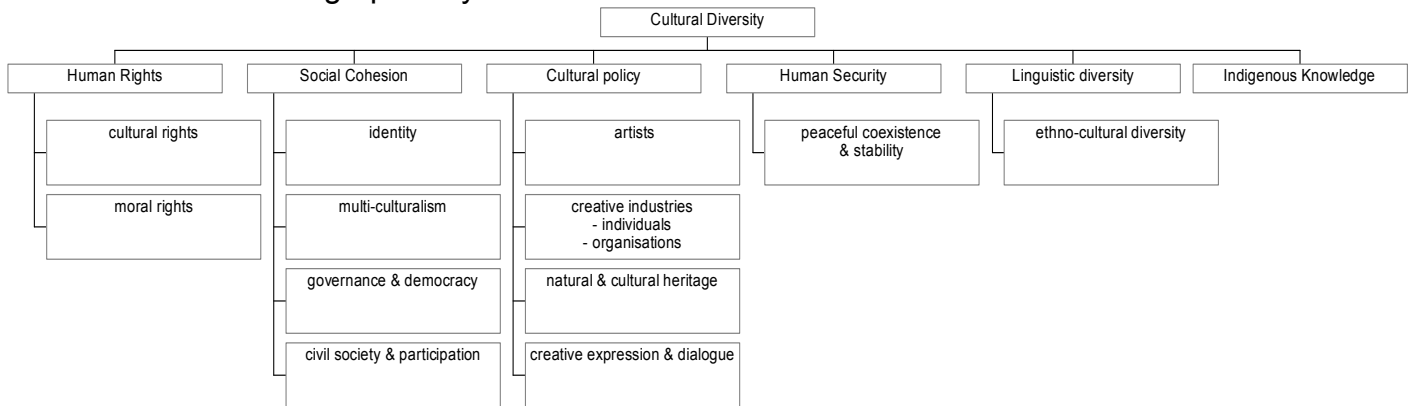 Cultural Diversity
Human Rights
Social Cohesion
Cultural policy
Human Security
Linguistic diversity
Indigenous Knowledge
cultural rights
moral rights
identity
multi-culturalism
governance & democracy
civil society & participation
artists
creative industries
- individuals
- organisations
natural & cultural heritage
creative expression & dialogue
peaceful coexistence
& stability
ethno-cultural diversity